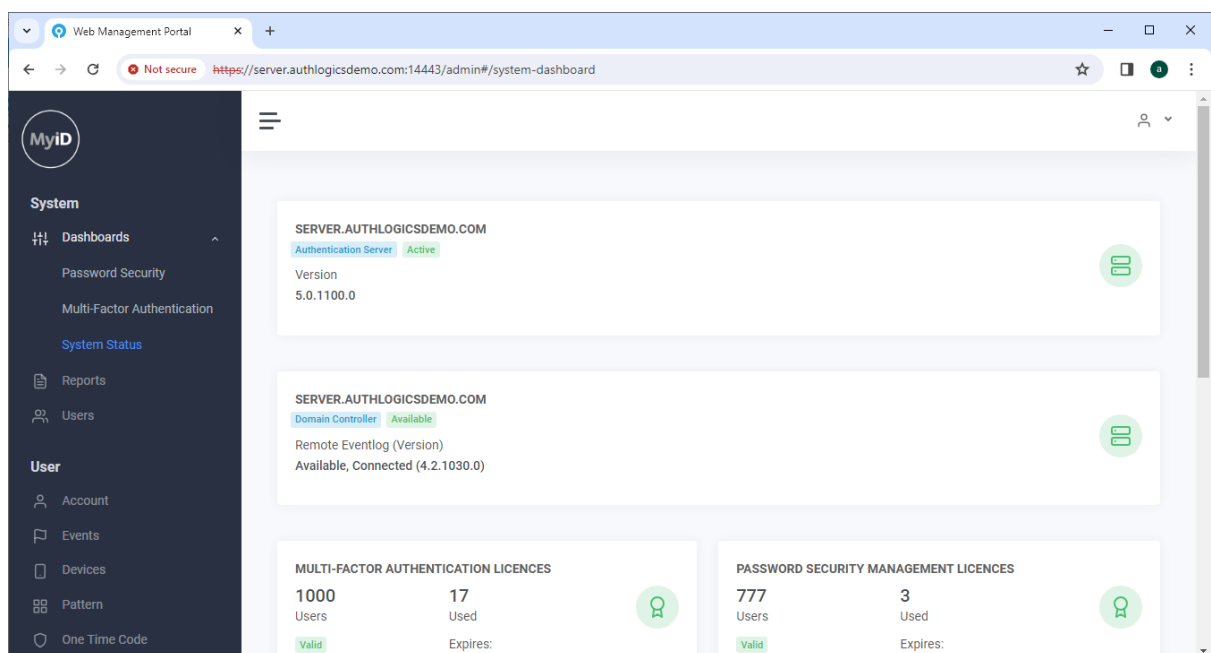 Web Management Portal
Not secure https://server.authlogicsdemo.com:14443/admin#/system-dashboard
a
MyiD
System
Dashboards
Password Security
Multi-Factor Authentication
System Status
Reports
Users
User
Account
Events
Devices
Pattern
One Time Code
SERVER.AUTHLOGICSDEMO.COM
Authentication Server Active
Version
5.0.1100.0
SERVER.AUTHLOGICSDEMO.COM
Domain Controller Available
Remote Eventlog (Version)
Available, Connected (4.2.1030.0)
MULTI-FACTOR AUTHENTICATION LICENCES
1000 17
Users Used
Valid Expires:
PASSWORD SECURITY MANAGEMENT LICENCES
777 3
Users Used
Valid Expires: